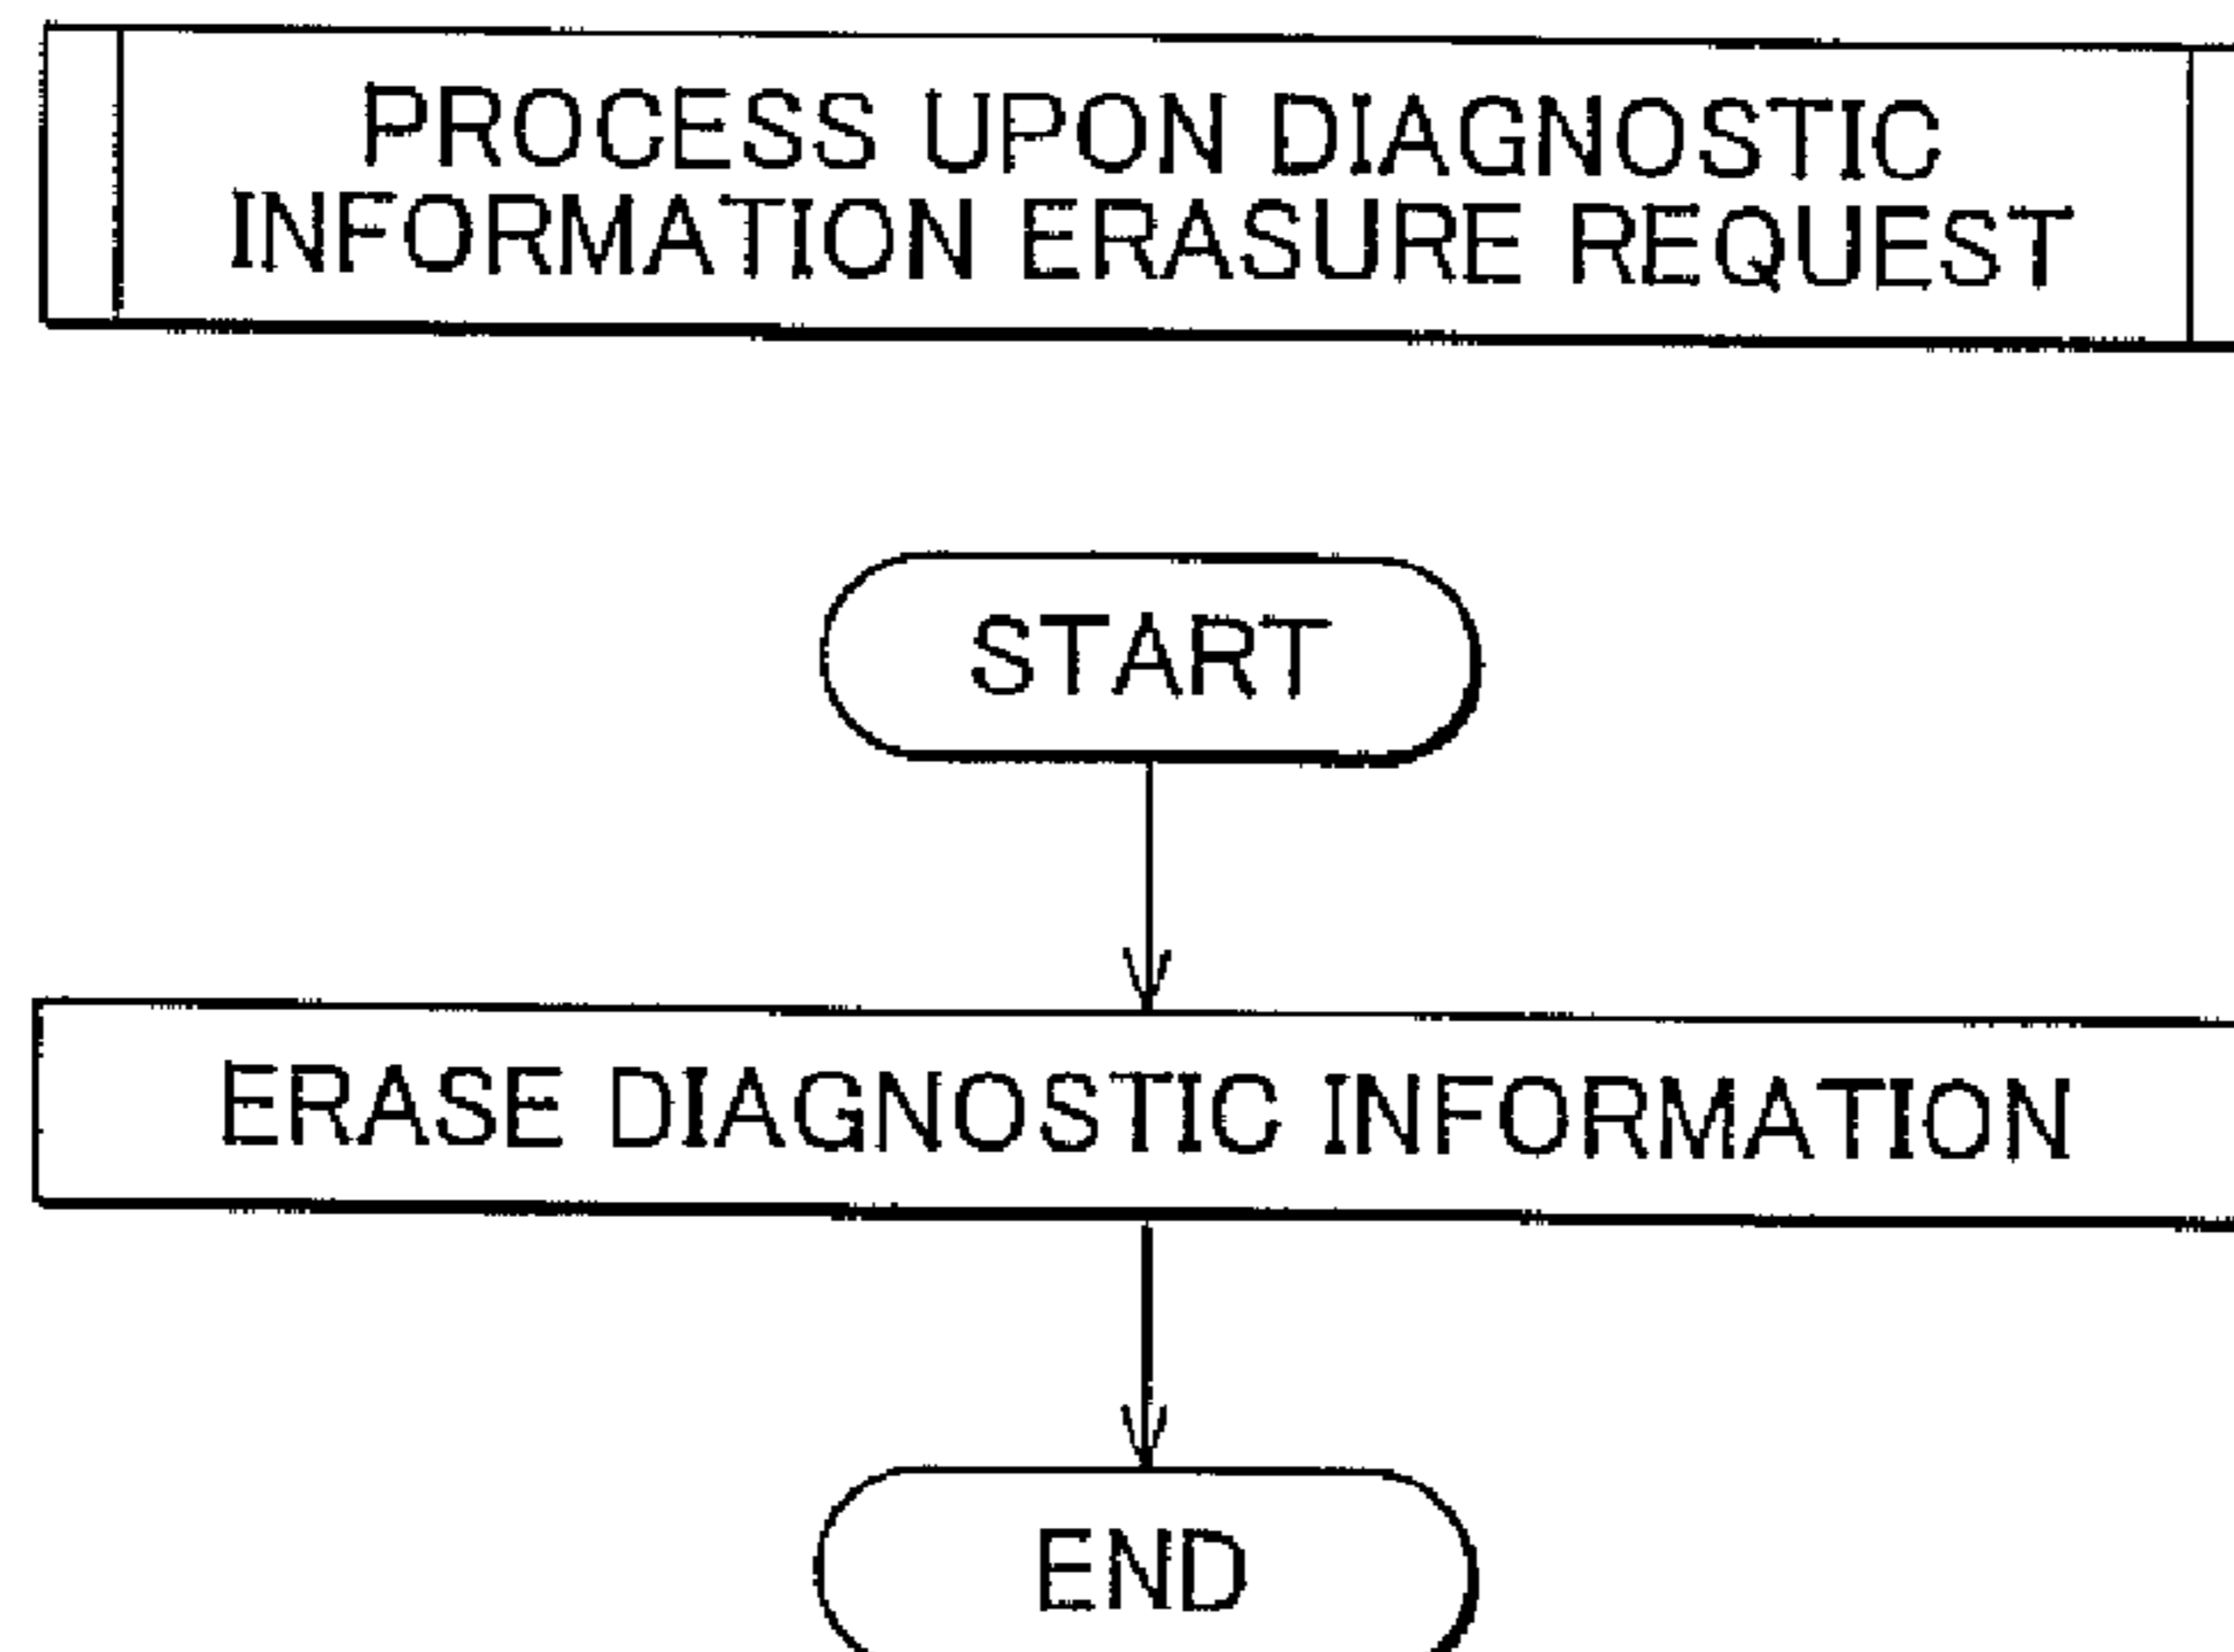 PROCESS UPON DIAGNOSTIC
INFORMATION ERASURE REQUEST
START
ERASE DIAGNOSTIC INFORMATION
END